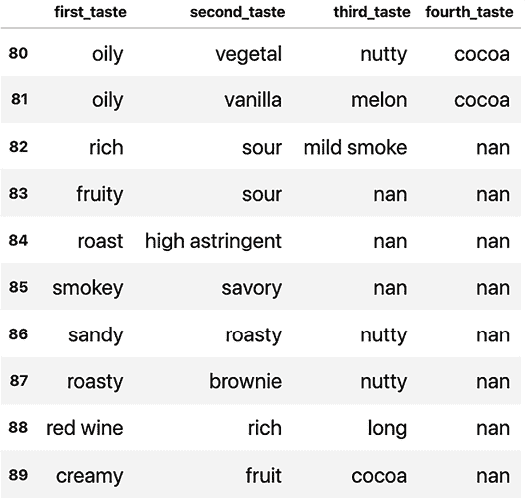 first_taste second_taste third_taste fourth_taste
80 oily vegetal nutty cocoa
81 oily vanilla melon cocoa
82 rich sour mild smoke nan
83 fruity sour nan nan
84 roast high astringent nan nan
85 smokey savory nan nan
86 sandy roasty nutty nan
87 roasty brownie nutty nan
88 red wine rich long nan
89 creamy fruit cocoa nan